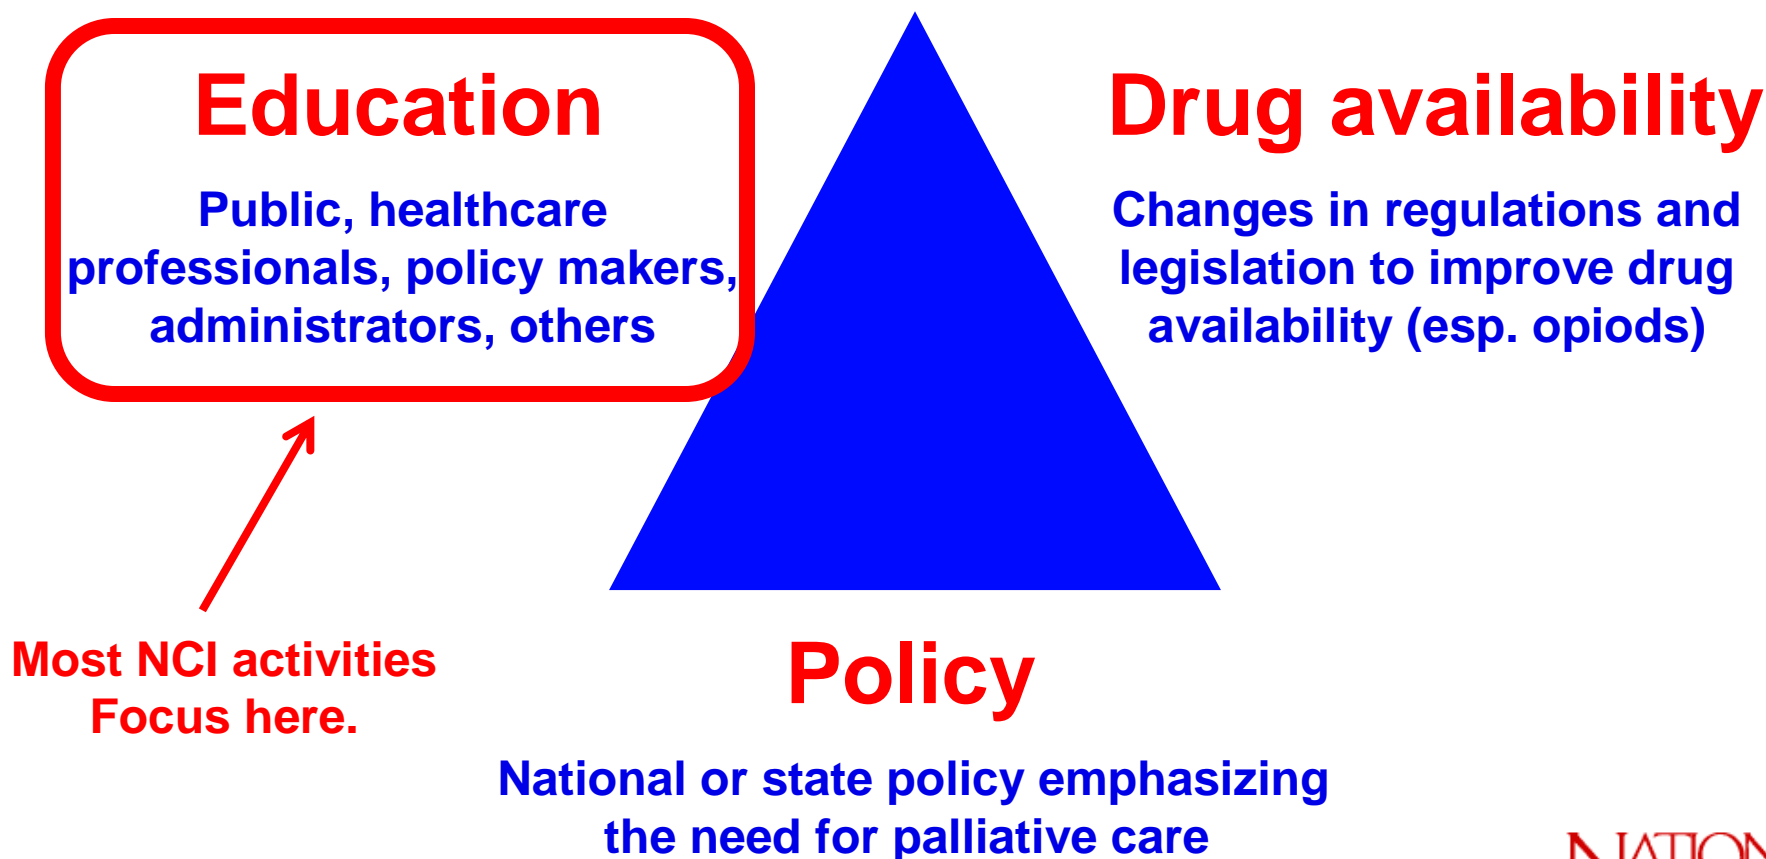 Education
Public, healthcare
professionals, policy makers,
administrators, others
Drug availability
Changes in regulations and
legislation to improve drug
availability (esp. opiods)
Most NCI activities
Focus here.
Policy
National or state policy emphasizing
the need for palliative care